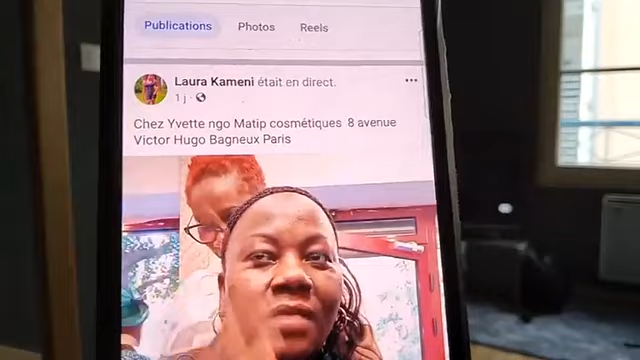 Publications Photos Reels
Laura Kameni était en direct.
1 j ·
Chez Yvette ngo Matip cosmétiques 8 avenue
Victor Hugo Bagneux Paris